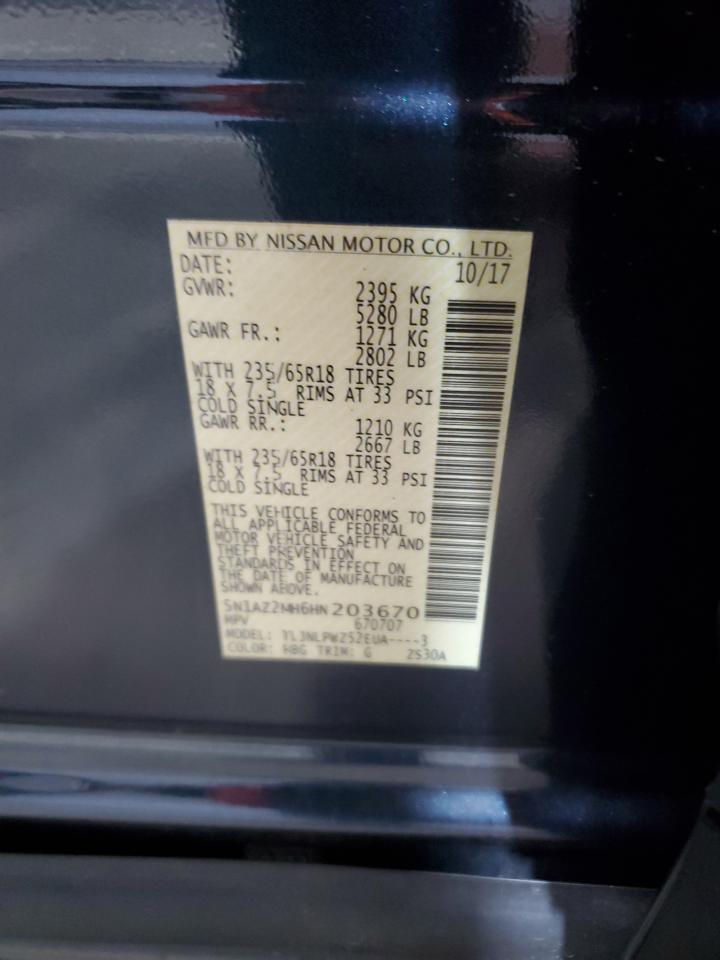 MFD BY NISSAN MOTOR CO., LTD.
DATE: 10/17
GVWR: 2395 KG
5280 LB
GAWR FR.: 1271 KG
2802 LB
WITH 235/65R18 TIRES
18 X 7.5 RIMS AT 33 PSI
COLD SINGLE
GAWR RR.: 1210 KG
2667 LB
WITH 235/65R18 TIRES
18 X 7.5 RIMS AT 33 PSI
COLD SINGLE
THIS VEHICLE CONFORMS TO
ALL APPLICABLE FEDERAL
MOTOR VEHICLE SAFETY AND
THEFT PREVENTION
STANDARDS IN EFFECT ON
THE DATE OF MANUFACTURE
SHOWN ABOVE.
5N1AZ2MH6HN203670
MPV 670707
MODEL: TLJNLPWZ52EUA----3
COLOR: HBG TRIM: G 2S30A